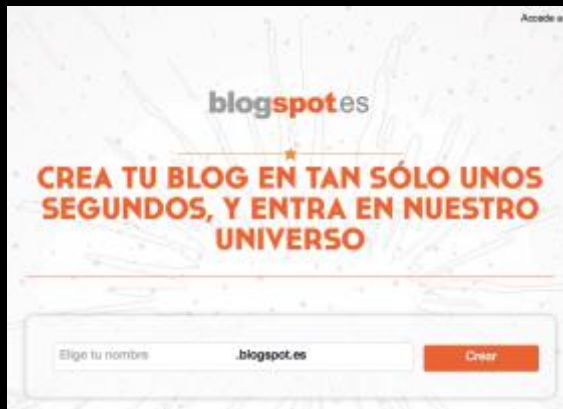 Accede a
blogspot.es
CREA TU BLOG EN TAN SÓLO UNOS
SEGUNDOS, Y ENTRA EN NUESTRO
UNIVERSO
Elige tu nombre .blogspot.es Crear